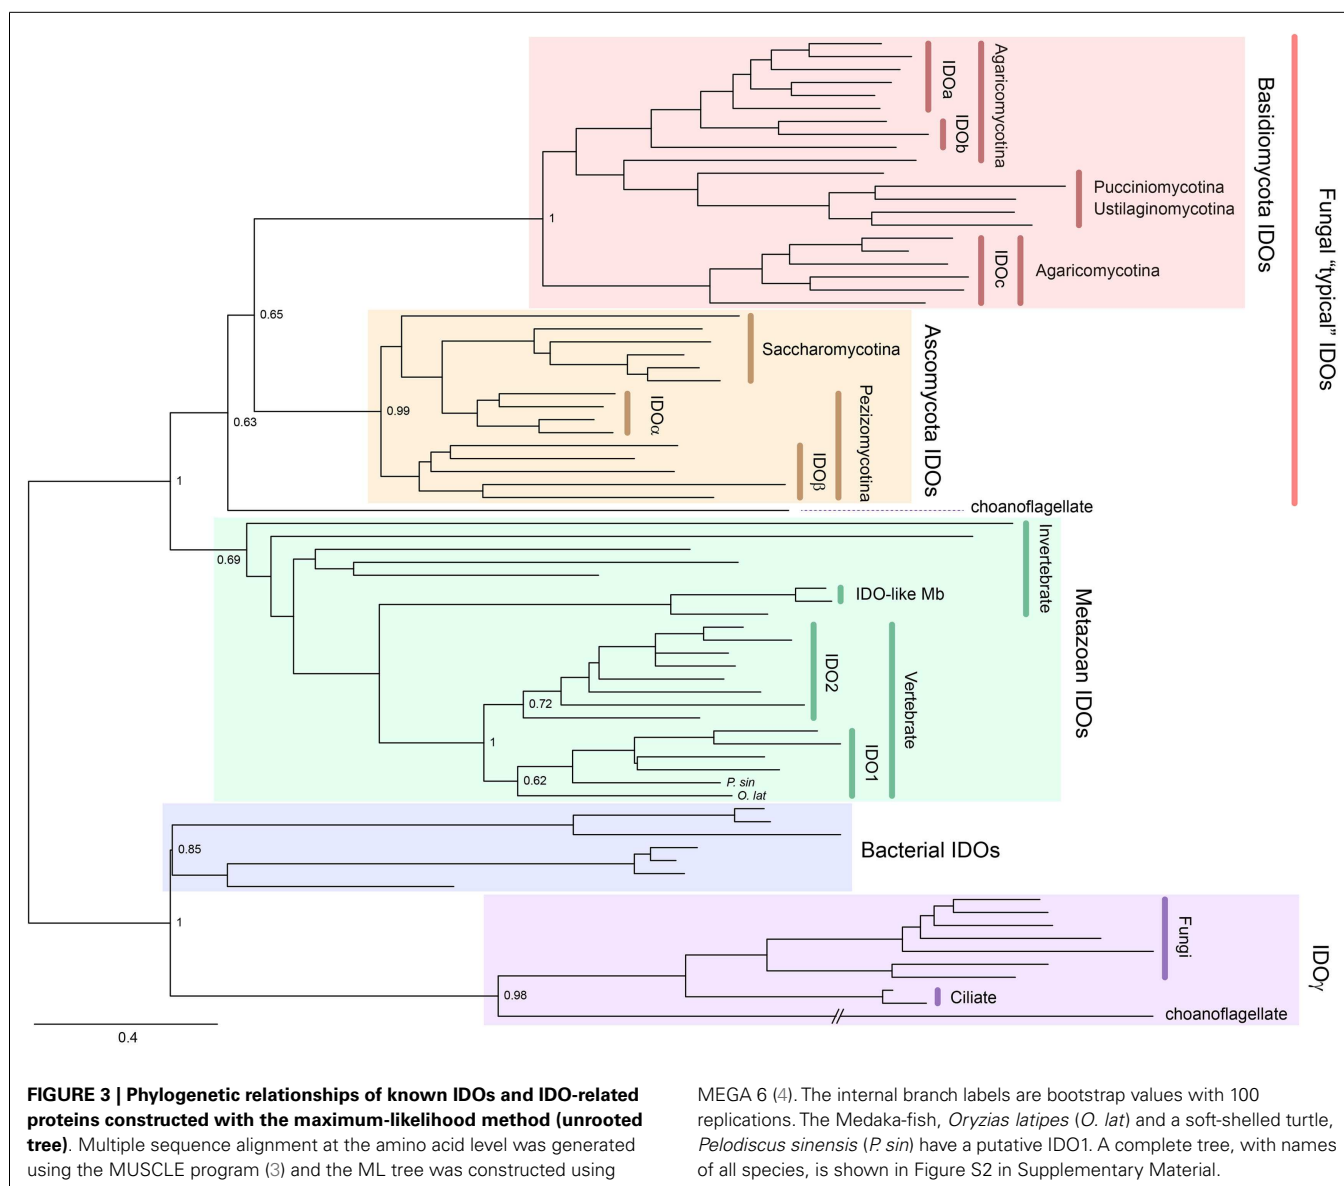 Agaricomycotina
IDOa
IDOb
Basidiomycota IDOs
Fungal “typical” IDOs
Pucciniomycotina
Ustilaginomycotina
1
IDOc
Agaricomycotina
0.65
Saccharomycotina
Ascomycota IDOs
0.99
IDOα
Pezizomycotina
0.63
IDOβ
1
choanoflagellate
0.69
Invertebrate
IDO-like Mb
Metazoan IDOs
IDO2
Vertebrate
0.72
1
IDO1
0.62
P. sin
O. lat
0.85
Bacterial IDOs
1
Fungi
IDOγ
0.98
Ciliate
choanoflagellate
0.4
FIGURE 3 | Phylogenetic relationships of known IDOs and IDO-related
proteins constructed with the maximum-likelihood method (unrooted
tree). Multiple sequence alignment at the amino acid level was generated
using the MUSCLE program (3) and the ML tree was constructed using
MEGA 6 (4). The internal branch labels are bootstrap values with 100
replications. The Medaka-fish, Oryzias latipes (O. lat) and a soft-shelled turtle,
Pelodiscus sinensis (P. sin) have a putative IDO1. A complete tree, with names
of all species, is shown in Figure S2 in Supplementary Material.